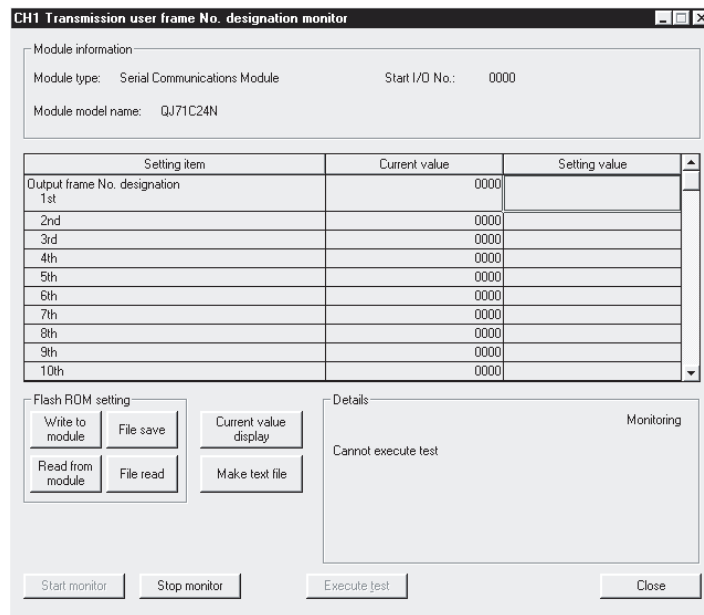 CH1 Transmission user frame No. designation monitor
Module information
Module type: Serial Communications Module Start I/O No.: 0000
Module model name: QJ71C24N
Setting item Current value Setting value
Output frame No. designation
1st 0000
2nd 0000
3rd 0000
4th 0000
5th 0000
6th 0000
7th 0000
8th 0000
9th 0000
10th 0000
Flash ROM setting
Write to module
File save
Current value display
Read from module
File read
Make text file
Details
Monitoring
Cannot execute test
Start monitor Stop monitor Execute test Close